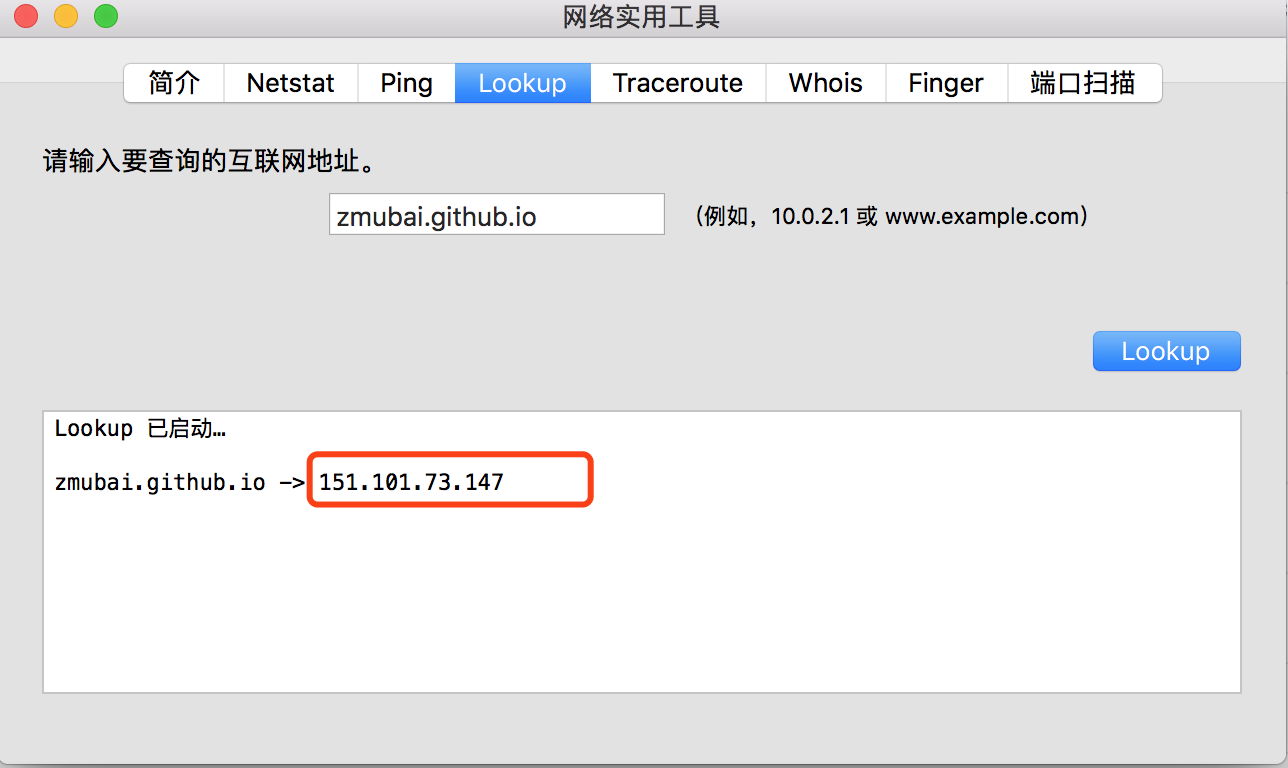 网络实用工具
简介 Netstat Ping Lookup Traceroute Whois Finger 端口扫描
请输入要查询的互联网地址。
zmubai.github.io （例如，10.0.2.1 或 www.example.com）
Lookup
Lookup 已启动…
zmubai.github.io -> 151.101.73.147